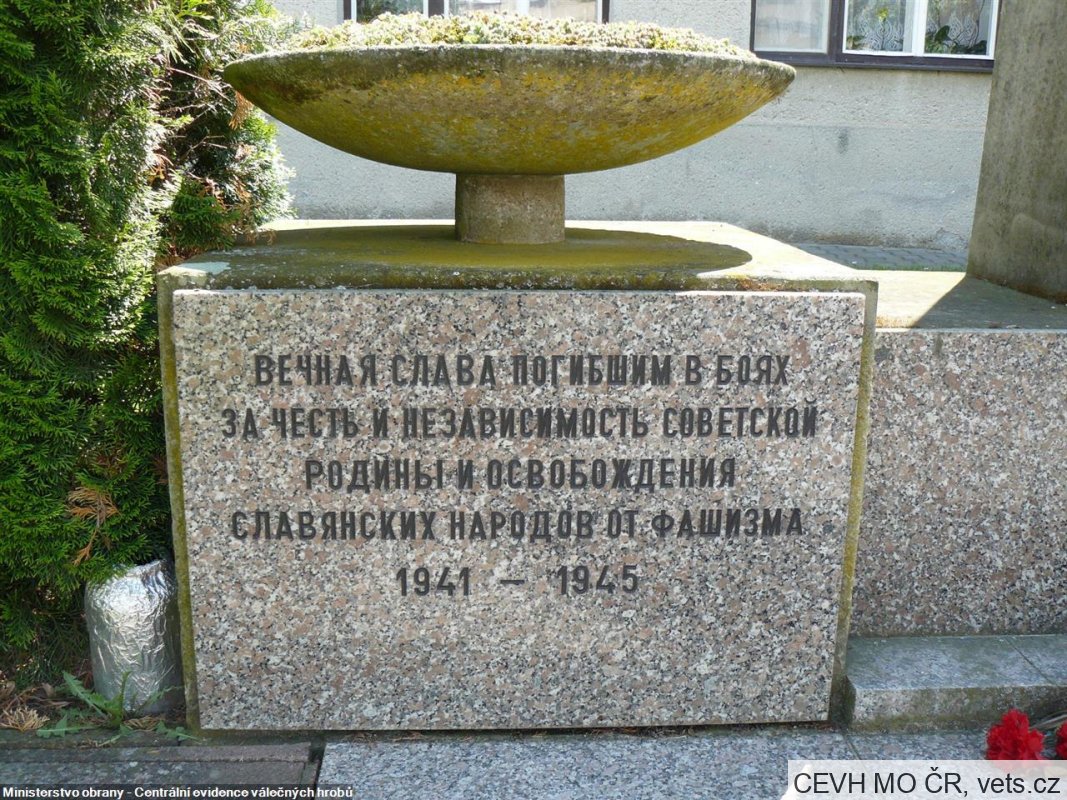 ВЕЧНАЯ СЛАВА ПОГИБШИМ В БОЯХ
ЗА ЧЕСТЬ И НЕЗАВИСИМОСТЬ СОВЕТСКОЙ
РОДИНЫ И ОСВОБОЖДЕНИЯ
СЛАВЯНСКИХ НАРОДОВ ОТ ФАШИЗМА
1941 – 1945
Ministerstvo obrany - Centrální evidence válečných hrobů
CEVH MO ČR, vets.cz